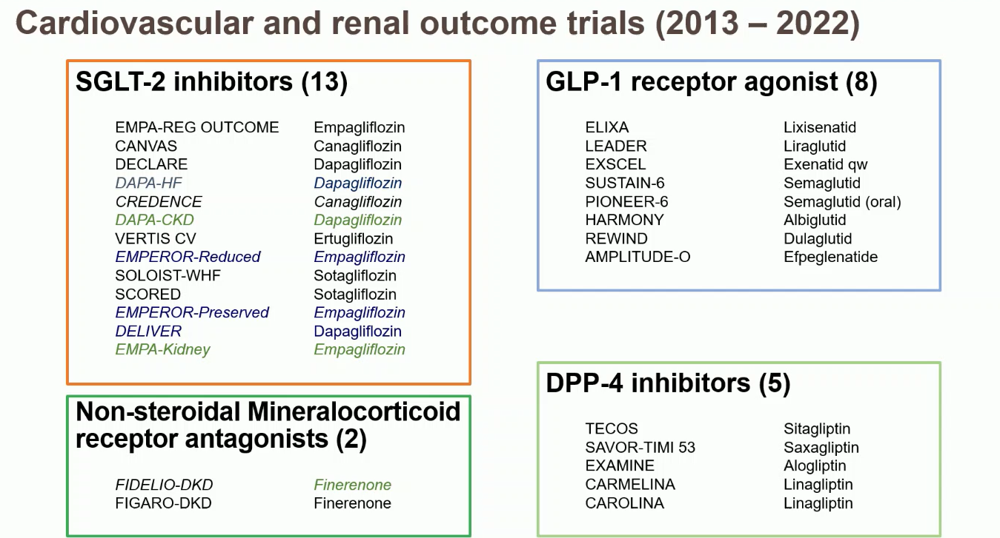 Cardiovascular and renal outcome trials (2013 – 2022)
SGLT-2 inhibitors (13)
EMPA-REG OUTCOME Empagliflozin
CANVAS Canagliflozin
DECLARE Dapagliflozin
DAPA-HF Dapagliflozin
CREDENCE Canagliflozin
DAPA-CKD Dapagliflozin
VERTIS CV Ertugliflozin
EMPEROR-Reduced Empagliflozin
SOLOIST-WHF Sotagliflozin
SCORED Sotagliflozin
EMPEROR-Preserved Empagliflozin
DELIVER Dapagliflozin
EMPA-Kidney Empagliflozin
Non-steroidal Mineralocorticoid
receptor antagonists (2)
FIDELIO-DKD Finerenone
FIGARO-DKD Finerenone
GLP-1 receptor agonist (8)
ELIXA Lixisenatid
LEADER Liraglutid
EXSCEL Exenatid qw
SUSTAIN-6 Semaglutid
PIONEER-6 Semaglutid (oral)
HARMONY Albiglutid
REWIND Dulaglutid
AMPLITUDE-O Efpeglenatide
DPP-4 inhibitors (5)
TECOS Sitagliptin
SAVOR-TIMI 53 Saxagliptin
EXAMINE Alogliptin
CARMELINA Linagliptin
CAROLINA Linagliptin